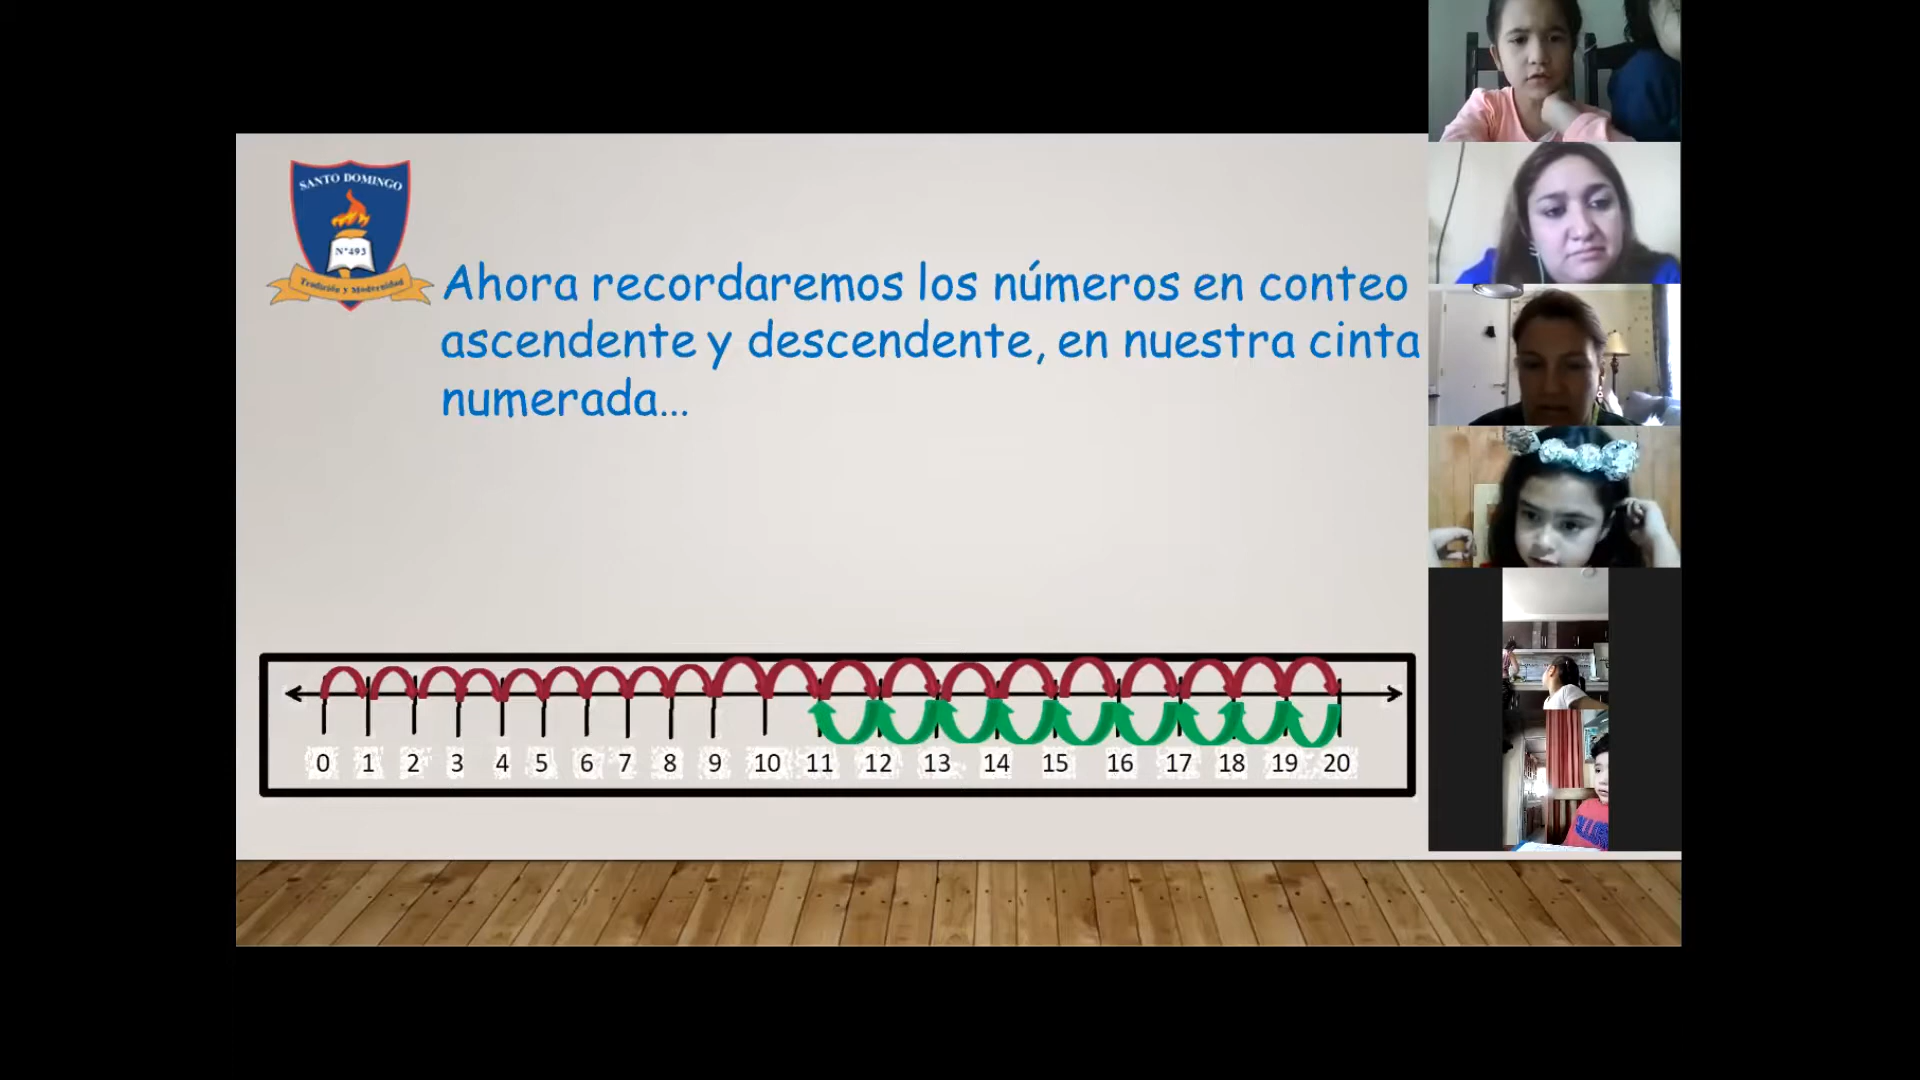 SANTO DOMINGO
N°493
Tradición y Modernidad
Ahora recordaremos los números en conteo
ascendente y descendente, en nuestra cinta
numerada...
0 1 2 3 4 5 6 7 8 9 10 11 12 13 14 15 16 17 18 19 20